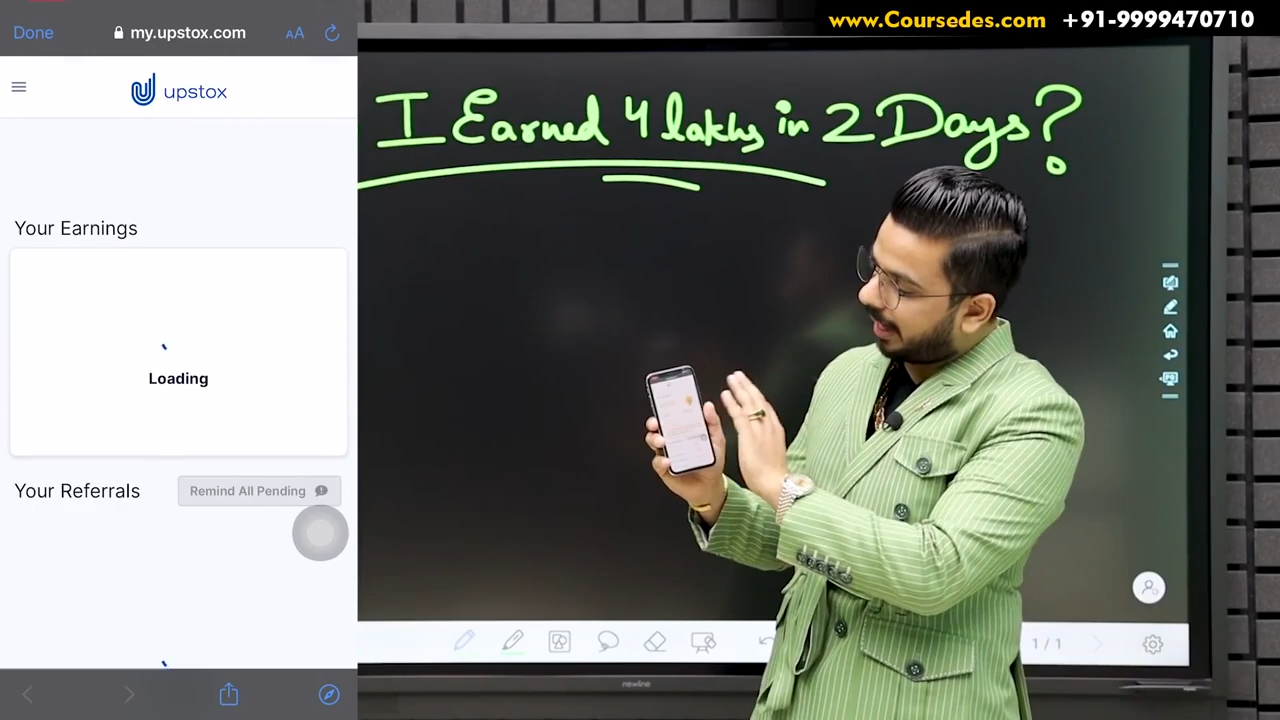 www.Coursedes.com +91-9999470710
Done
my.upstox.com
AA
upstox
I Earned 4 lakhs in 2 Days?
Your Earnings
Loading
Your Referrals
Remind All Pending
1 / 1
newline